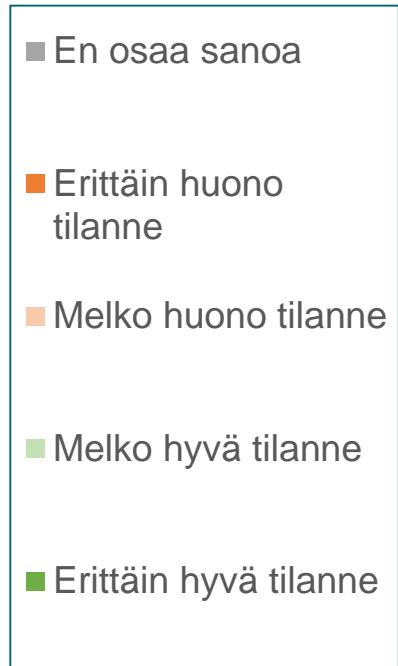 En osaa sanoa
Erittäin huono
tilanne
Melko huono tilanne
Melko hyvä tilanne
Erittäin hyvä tilanne